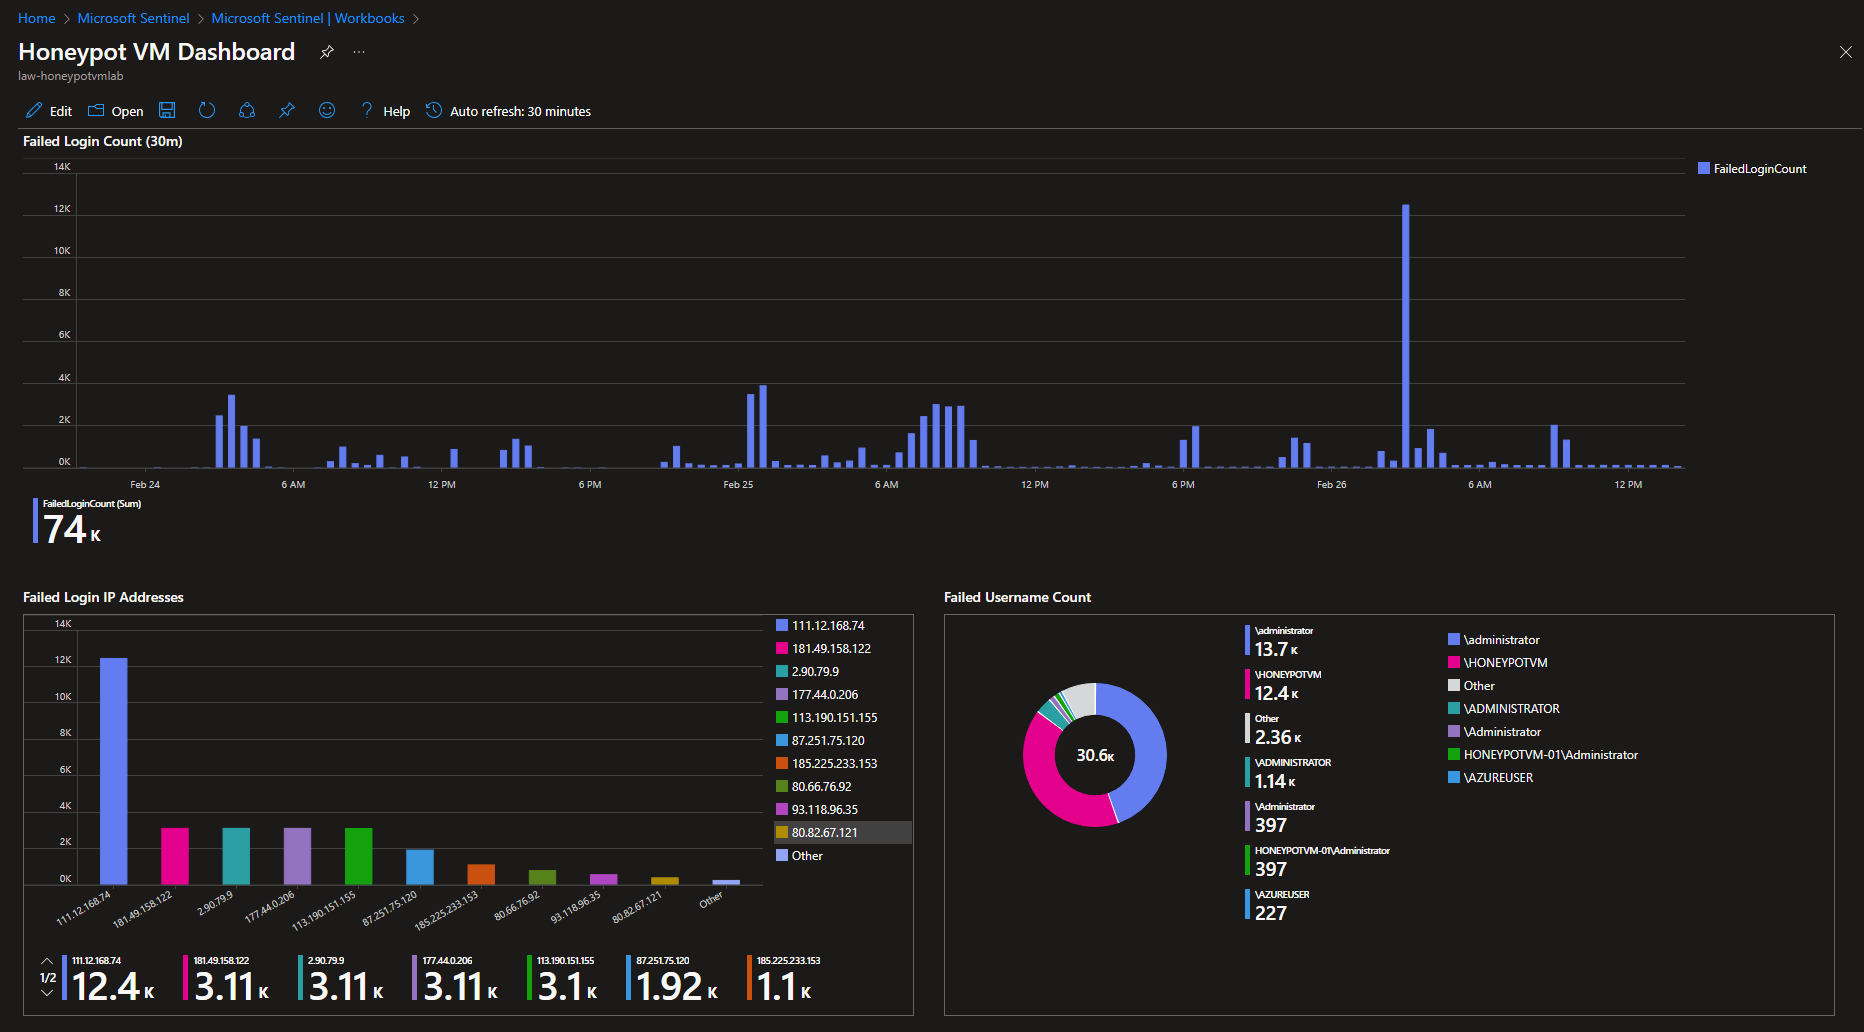 Home > Microsoft Sentinel > Microsoft Sentinel | Workbooks >
Honeypot VM Dashboard ...
law-honeypotvmlab
Edit Open ? Help Auto refresh: 30 minutes
Failed Login Count (30m)
14K
12K
10K
8K
6K
4K
2K
0K
Feb 24 6 AM 12 PM 6 PM Feb 25 6 AM 12 PM 6 PM Feb 26 6 AM 12 PM
FailedLoginCount
FailedLoginCount (Sum)
74 K
Failed Login IP Addresses
14K
12K
10K
8K
6K
4K
2K
0K
111.12.168.74 181.49.158.122 2.90.79.9 177.44.0.206 113.190.151.155 87.251.75.120 185.225.233.153 80.66.76.92 93.118.96.35 80.82.67.121 Other
111.12.168.74
181.49.158.122
2.90.79.9
177.44.0.206
113.190.151.155
87.251.75.120
185.225.233.153
80.66.76.92
93.118.96.35
80.82.67.121
Other
1/2
111.12.168.74
12.4 K
181.49.158.122
3.11 K
2.90.79.9
3.11 K
177.44.0.206
3.11 K
113.190.151.155
3.1 K
87.251.75.120
1.92 K
185.225.233.153
1.1 K
Failed Username Count
30.6K
\administrator
13.7 K
\HONEYPOTVM
12.4 K
Other
2.36 K
\ADMINISTRATOR
1.14 K
\Administrator
397
HONEYPOTVM-01\Administrator
397
\AZUREUSER
227
\administrator
\HONEYPOTVM
Other
\ADMINISTRATOR
\Administrator
HONEYPOTVM-01\Administrator
\AZUREUSER